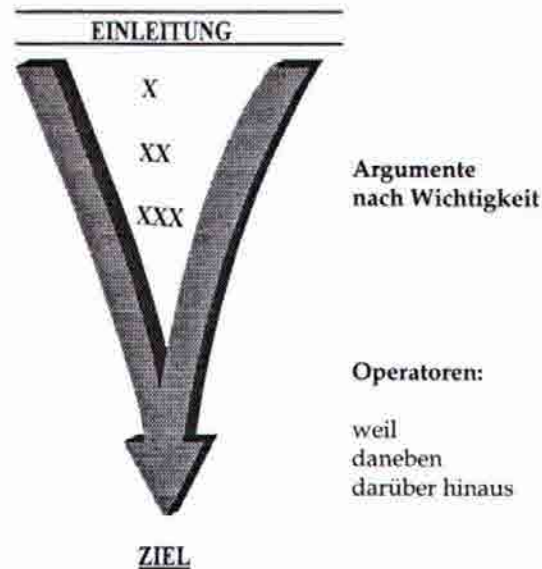 EINLEITUNG
X
XX
XXX
Argumente
nach Wichtigkeit
Operatoren:
weil
daneben
darüber hinaus
ZIEL